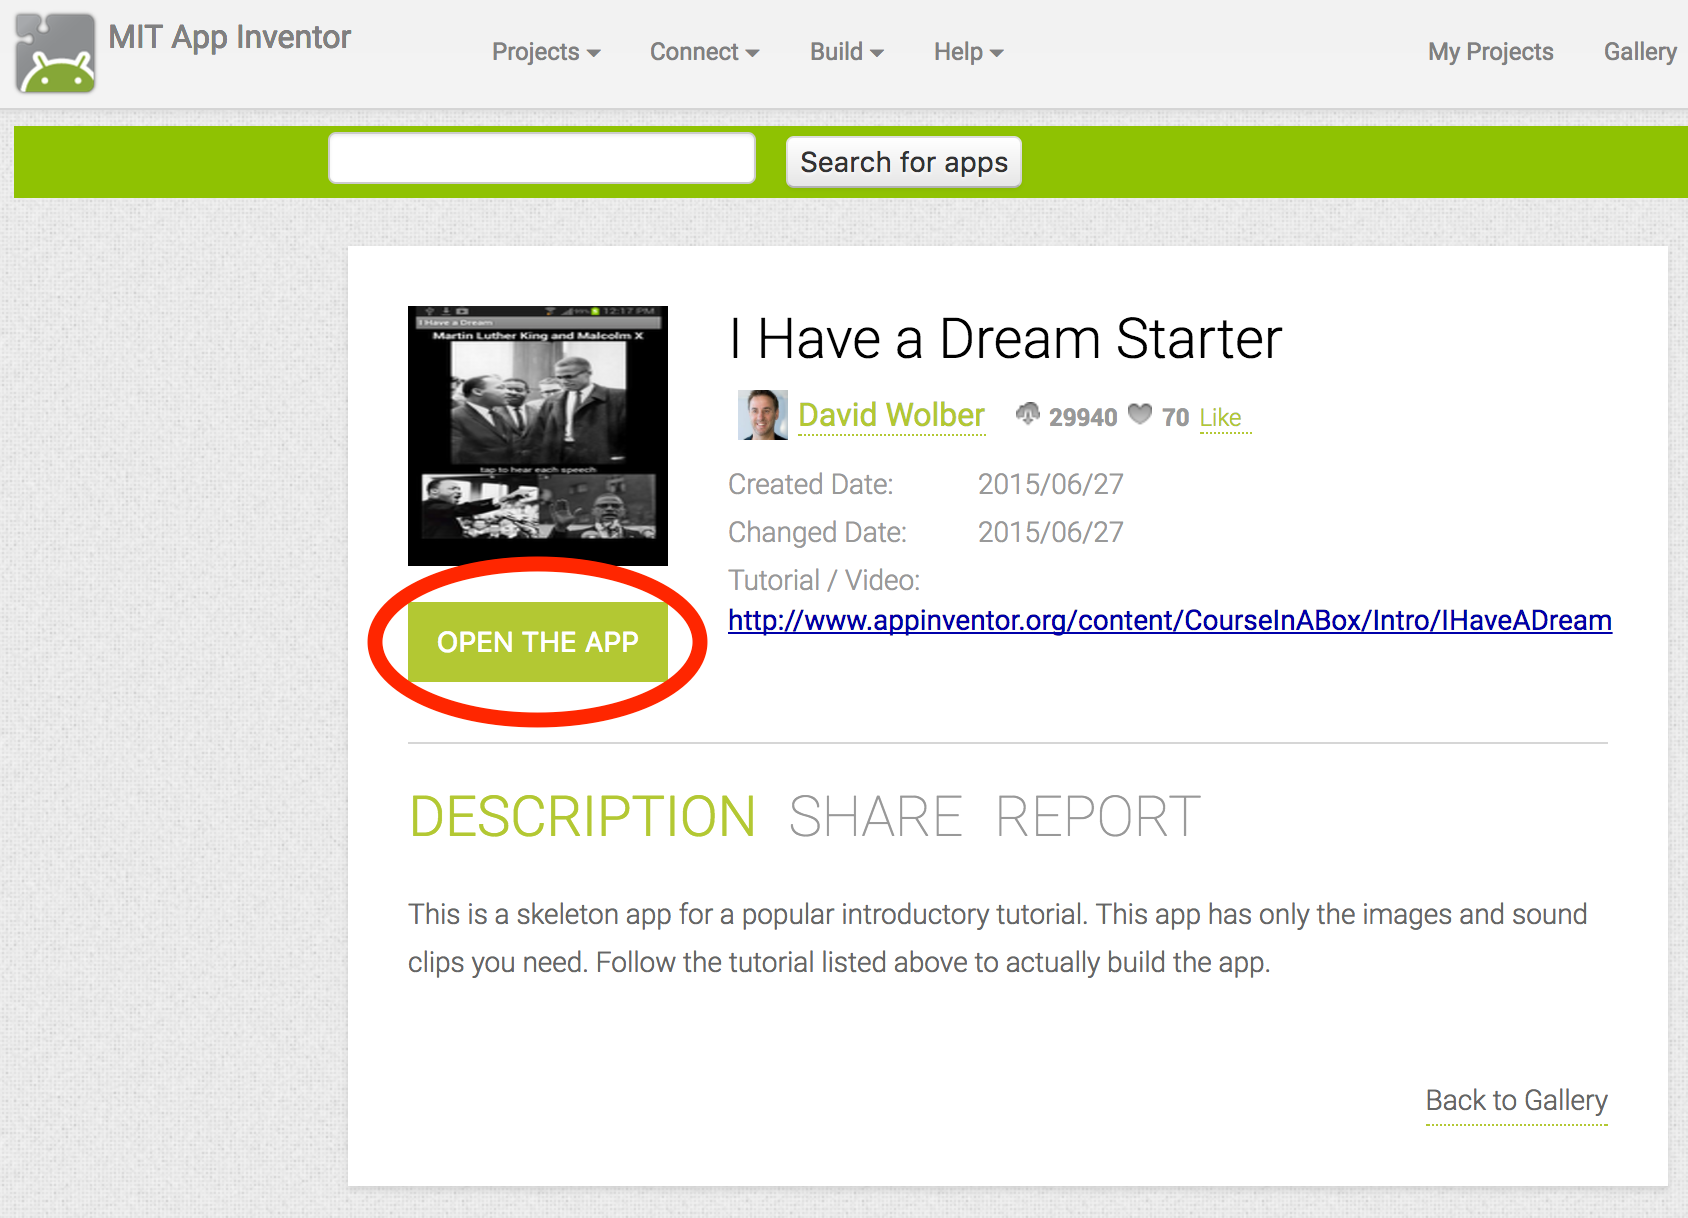 MIT App Inventor
Projects
Connect
Build
Help
My Projects
Gallery
Search for apps
12:17 PM
I Have a Dream
Martin Luther King and Malcolm X
tap to hear each speech
OPEN THE APP
I Have a Dream Starter
David Wolber 29940 70 Like
Created Date: 2015/06/27
Changed Date: 2015/06/27
Tutorial / Video:
http://www.appinventor.org/content/CourseInABox/Intro/IHaveADream
DESCRIPTION SHARE REPORT
This is a skeleton app for a popular introductory tutorial. This app has only the images and sound
clips you need. Follow the tutorial listed above to actually build the app.
Back to Gallery